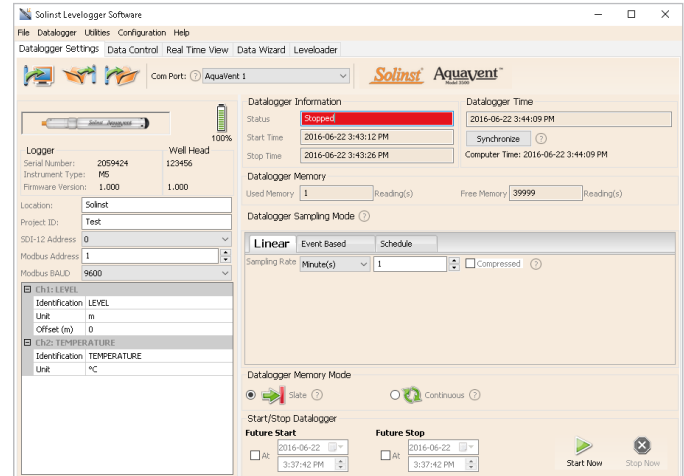 Solinst Levelogger Software
File Datalogger Utilities Configuration Help
Datalogger Settings Data Control Real Time View Data Wizard Leveloader
Com Port: ? AquaVent 1
Solinst Aquavent
Model 3500
100%
Logger Well Head
Serial Number: 2059424 123456
Instrument Type: M5
Firmware Version: 1.000 1.000
Location: Solinst
Project ID: Test
SDI-12 Address 0
Modbus Address 1
Modbus BAUD 9600
Ch1: LEVEL
Identification LEVEL
Unit m
Offset (m) 0
Ch2: TEMPERATURE
Identification TEMPERATURE
Unit °C
Datalogger Information
Status Stopped
Start Time 2016-06-22 3:43:12 PM
Stop Time 2016-06-22 3:43:26 PM
Datalogger Time
2016-06-22 3:44:09 PM
Synchronize ?
Computer Time: 2016-06-22 3:44:09 PM
Datalogger Memory
Used Memory 1 Reading(s) Free Memory 39999 Reading(s)
Datalogger Sampling Mode ?
Linear Event Based Schedule
Sampling Rate Minute(s) 1 Compressed ?
Datalogger Memory Mode
Slate ? Continuous ?
Start/Stop Datalogger
Future Start Future Stop
At 2016-06-22 At 2016-06-22
3:37:42 PM 3:37:42 PM
Start Now Stop Now